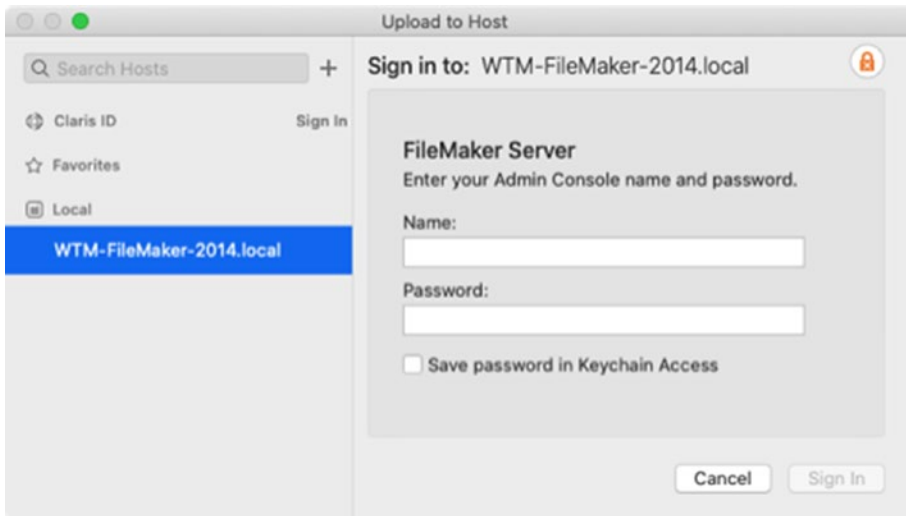 Upload to Host
Search Hosts
Claris ID Sign In
Favorites
Local
WTM-FileMaker-2014.local
Sign in to: WTM-FileMaker-2014.local
FileMaker Server
Enter your Admin Console name and password.
Name:
Password:
Save password in Keychain Access
Cancel Sign In